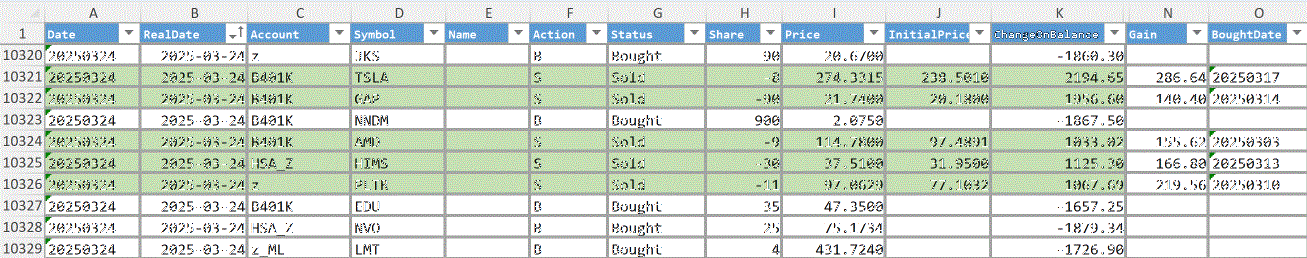 A B C D E F G H I J K N O
1 Date RealDate Account Symbol Name Action Status Share Price InitialPrice ChangeOnBalance Gain BoughtDate
10320 20250324 2025-03-24 z JKS B Bought 90 20.6700 -1860.30
10321 20250324 2025-03-24 B401K TSLA S Sold -8 274.3315 238.5010 2194.65 286.64 20250317
10322 20250324 2025-03-24 B401K GAP S Sold -90 21.7400 20.1800 1956.60 140.40 20250314
10323 20250324 2025-03-24 B401K NNDM B Bought 900 2.0750 -1867.50
10324 20250324 2025-03-24 B401K AMD S Sold -9 114.7800 97.4891 1033.02 155.62 20250303
10325 20250324 2025-03-24 HSA_Z HIMS S Sold -30 37.5100 31.9500 1125.30 166.80 20250313
10326 20250324 2025-03-24 z PLTR S Sold -11 97.0629 77.1032 1067.69 219.56 20250310
10327 20250324 2025-03-24 B401K EDU B Bought 35 47.3500 -1657.25
10328 20250324 2025-03-24 HSA_Z NVO B Bought 25 75.1734 -1879.34
10329 20250324 2025-03-24 z_ML LMT B Bought 4 431.7240 -1726.90